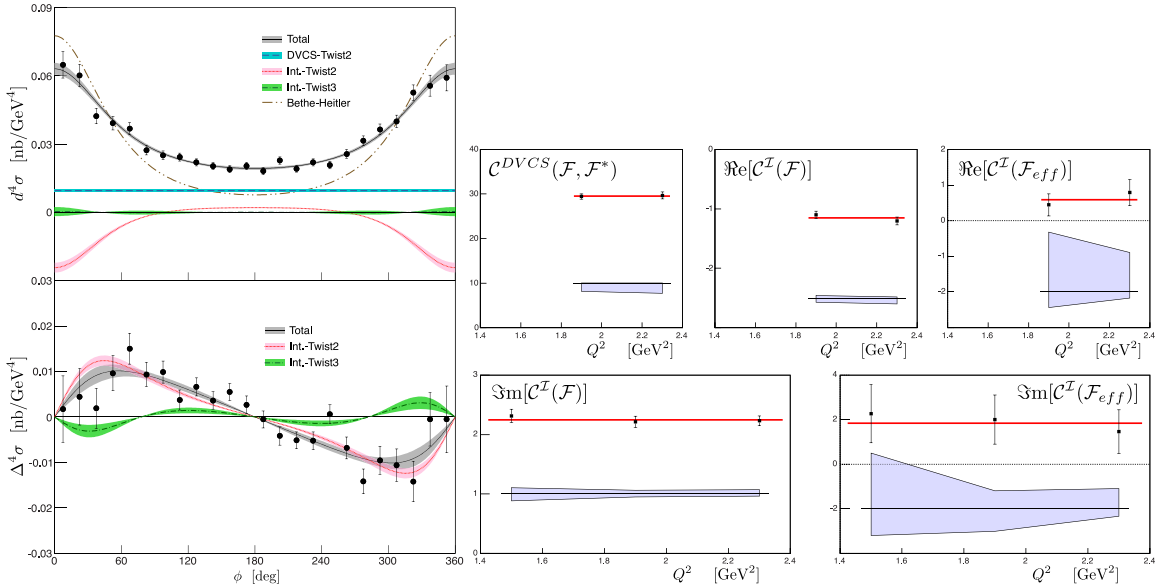 0.09
0.06
0.03
0
0.03
d⁴σ [nb/GeV⁴]
Total
DVCS-Twist2
Int.-Twist2
Int.-Twist3
Bethe-Heitler
0.02
0.01
0
-0.01
-0.03
Δ⁴σ [nb/GeV⁴]
Total
Int.-Twist2
Int.-Twist3
0 60 120 180 240 300 360
φ [deg]
40
30
20
10
0
𝒞^{DVCS}(ℱ, ℱ*)
1.4 1.6 1.8 2 2.2 2.4
Q² [GeV²]
0
-1
-2
ℜe[𝒞^ℐ(ℱ)]
1.4 1.6 1.8 2 2.2 2.4
Q² [GeV²]
2
1
0
-1
-2
ℜe[𝒞^ℐ(ℱ_{eff})]
1.4 1.6 1.8 2 2.2 2.4
Q² [GeV²]
3
2
1
0
ℑm[𝒞^ℐ(ℱ)]
1.4 1.6 1.8 2 2.2 2.4
Q² [GeV²]
4
2
0
-2
ℑm[𝒞^ℐ(ℱ_{eff})]
1.4 1.6 1.8 2 2.2 2.4
Q² [GeV²]